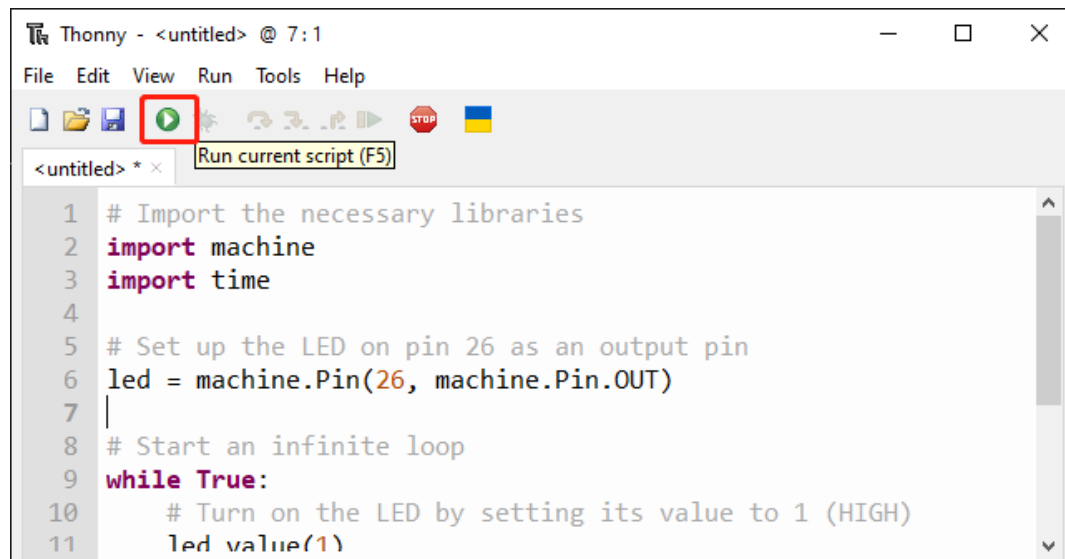 Thonny - <untitled> @ 7:1
File Edit View Run Tools Help
STOP
Run current script (F5)
<untitled> * ×
1 # Import the necessary libraries
2 import machine
3 import time
4
5 # Set up the LED on pin 26 as an output pin
6 led = machine.Pin(26, machine.Pin.OUT)
7
8 # Start an infinite loop
9 while True:
10     # Turn on the LED by setting its value to 1 (HIGH)
11     led.value(1)